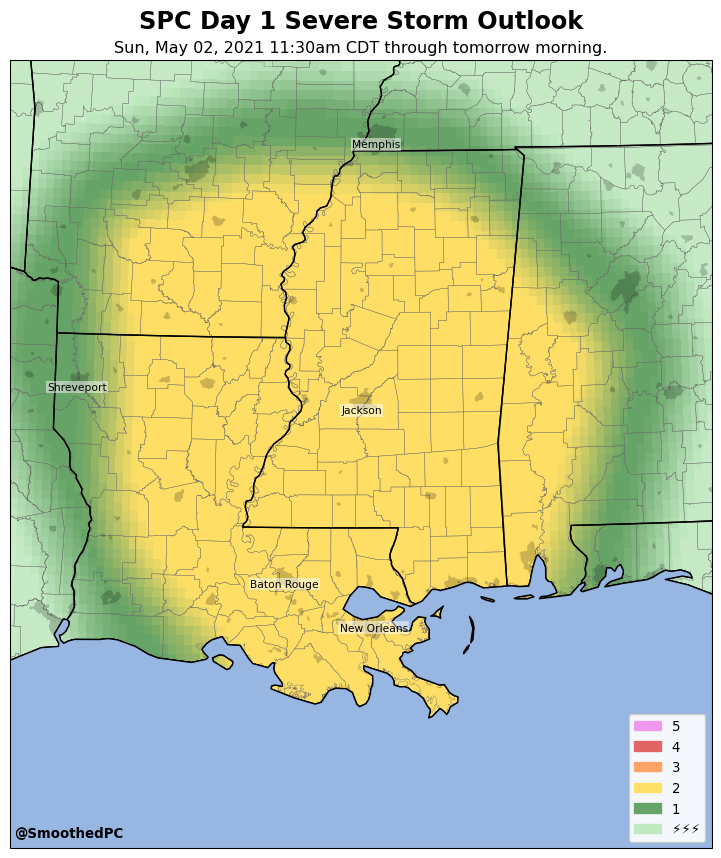 SPC Day 1 Severe Storm Outlook
Sun, May 02, 2021 11:30am CDT through tomorrow morning.
Memphis
Shreveport
Jackson
Baton Rouge
New Orleans
5
4
3
2
1
⚡⚡⚡
@SmoothedPC